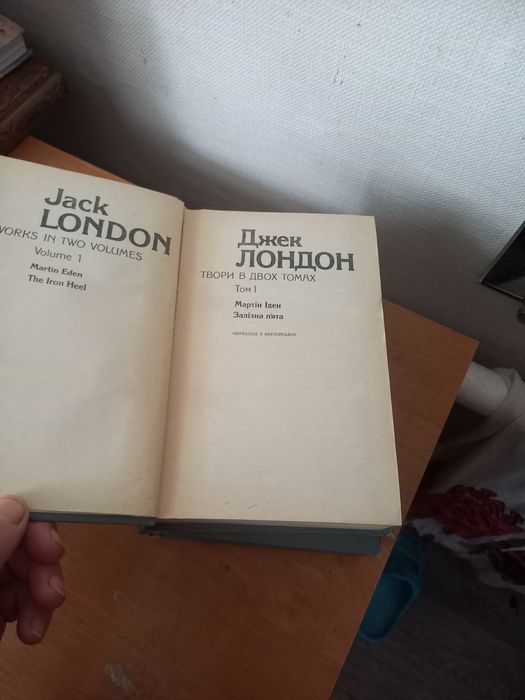 Jack
LONDON
WORKS IN TWO VOLUMES
Volume 1
Martin Eden
The Iron Heel
Джек
ЛОНДОН
ТВОРИ В ДВОХ ТОМАХ
Том 1
Мартін Іден
Залізна п'ята
ПЕРЕКЛАД З АНГЛІЙСЬКОЇ